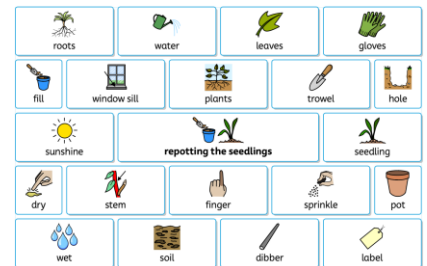 roots water leaves gloves
fill window sill plants trowel hole
sunshine repotting the seedlings seedling
dry stem finger sprinkle pot
wet soil dibber label